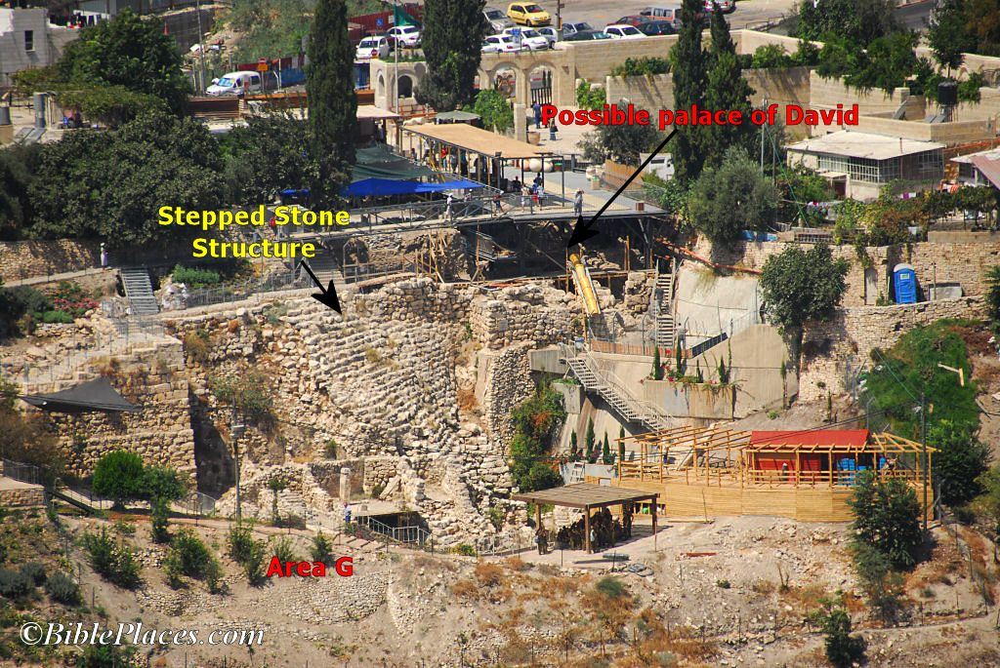 Possible palace of David
Stepped Stone
Structure
Area G
©BiblePlaces.com